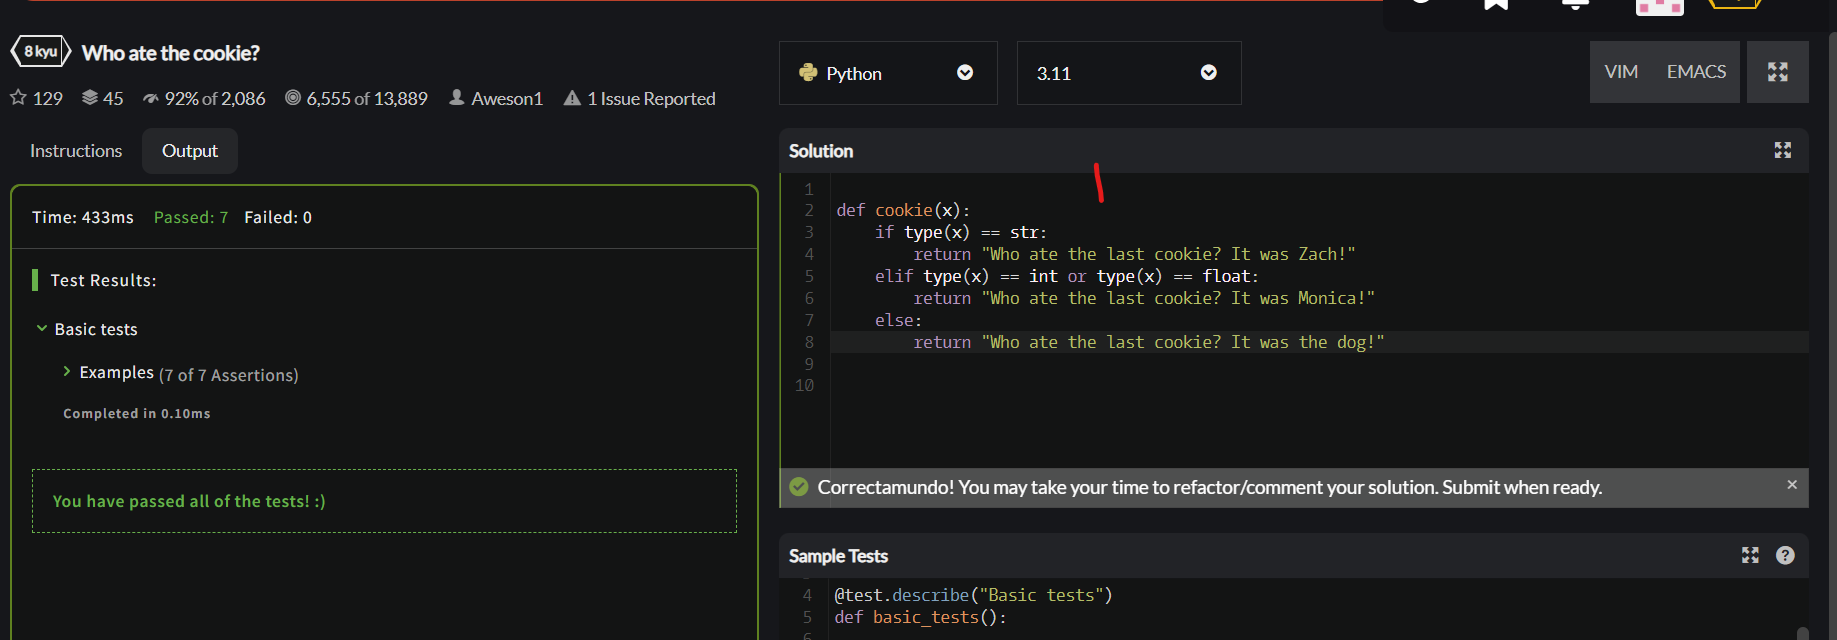 8 kyu Who ate the cookie?
129 45 92% of 2,086 6,555 of 13,889 Aweson1 1 Issue Reported
Instructions Output
Time: 433ms Passed: 7 Failed: 0
Test Results:
Basic tests
Examples (7 of 7 Assertions)
Completed in 0.10ms
You have passed all of the tests! :)
Python 3.11 VIM EMACS
Solution
1
2 def cookie(x):
3     if type(x) == str:
4         return "Who ate the last cookie? It was Zach!"
5     elif type(x) == int or type(x) == float:
6         return "Who ate the last cookie? It was Monica!"
7     else:
8         return "Who ate the last cookie? It was the dog!"
9
10
Correctamundo! You may take your time to refactor/comment your solution. Submit when ready. ×
Sample Tests ?
4 @test.describe("Basic tests")
5 def basic_tests():
6